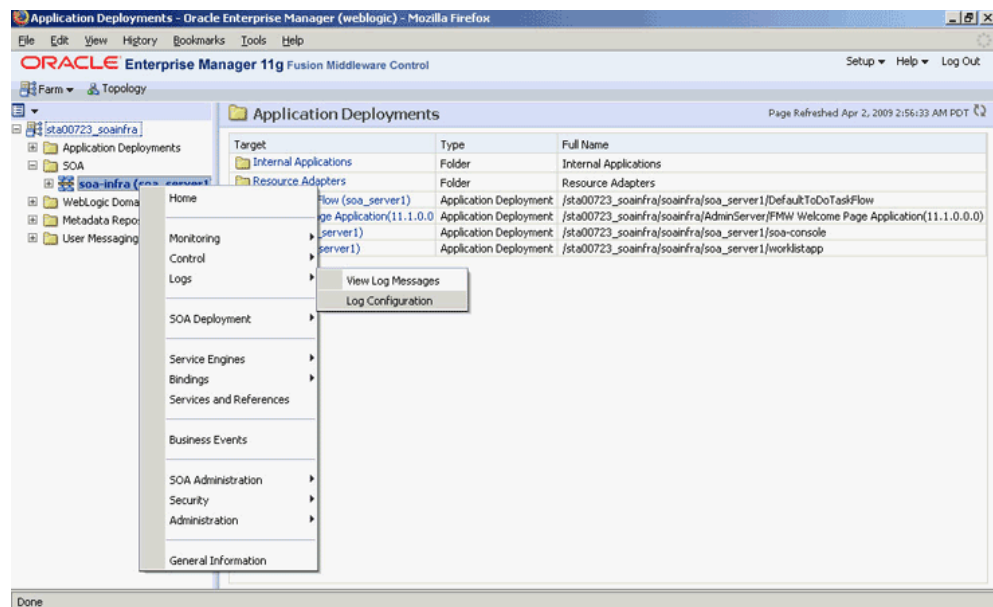 Application Deployments - Oracle Enterprise Manager (weblogic) - Mozilla Firefox
File Edit View History Bookmarks Tools Help
ORACLE Enterprise Manager 11g Fusion Middleware Control
Setup Help Log Out
Farm Topology
sta00723_soainfra
Application Deployments
SOA
soa-infra (soa_server1
WebLogic Doma
Metadata Repos
User Messaging
Application Deployments
Page Refreshed Apr 2, 2009 2:56:33 AM PDT
Target Type Full Name
Internal Applications Folder Internal Applications
Resource Adapters Folder Resource Adapters
Flow (soa_server1) Application Deployment /sta00723_soainfra/soainfra/soa_server1/DefaultToDoTaskFlow
ge Application(11.1.0.0 Application Deployment /sta00723_soainfra/soainfra/AdminServer/FMW Welcome Page Application(11.1.0.0.0)
_server1) Application Deployment /sta00723_soainfra/soainfra/soa_server1/soa-console
server1) Application Deployment /sta00723_soainfra/soainfra/soa_server1/worklistapp
Home
Monitoring
Control
Logs
SOA Deployment
Service Engines
Bindings
Services and References
Business Events
SOA Administration
Security
Administration
General Information
View Log Messages
Log Configuration
Done